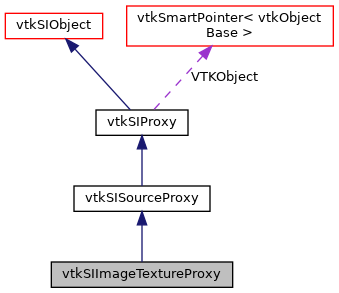 vtkSIObject
vtkSmartPointer< vtkObject
Base >
VTKObject
vtkSIProxy
vtkSISourceProxy
vtkSIImageTextureProxy